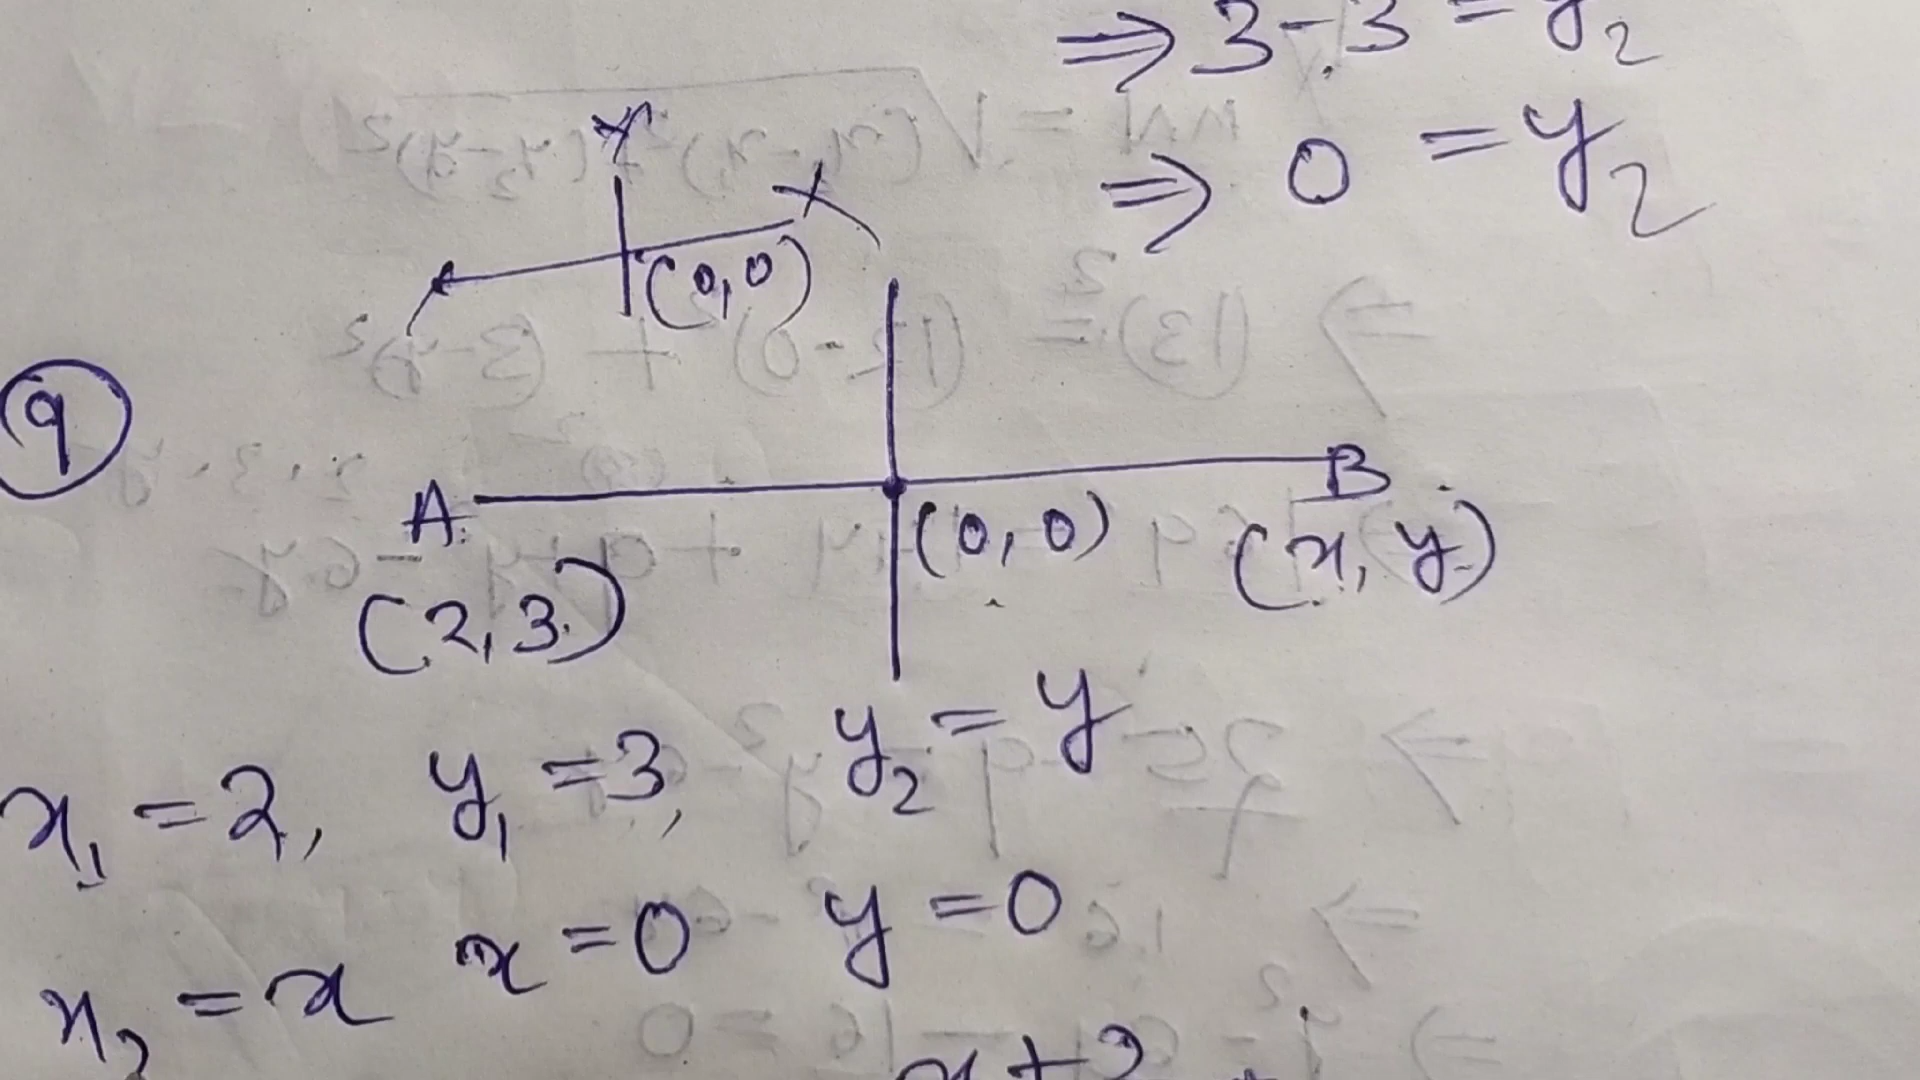 ⇒ 3-3 = y₂
⇒ 0 = y₂
Y
X
(0,0)
9
A
B
(2,3)
(0,0)
(x,y)
x₁ = 2, y₁ = 3, y₂ = y
x₂ = x x = 0 y = 0
x+2